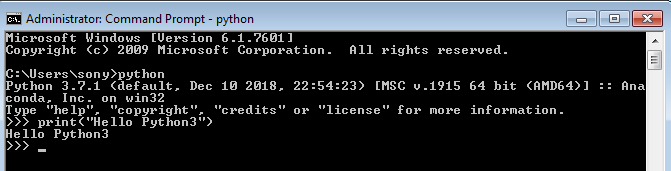 Administrator: Command Prompt - python
Microsoft Windows [Version 6.1.7601]
Copyright (c) 2009 Microsoft Corporation.  All rights reserved.
C:\Users\sony>python
Python 3.7.1 (default, Dec 10 2018, 22:54:23) [MSC v.1915 64 bit (AMD64)] :: Ana
conda, Inc. on win32
Type "help", "copyright", "credits" or "license" for more information.
>>> print("Hello Python3")
Hello Python3
>>> _